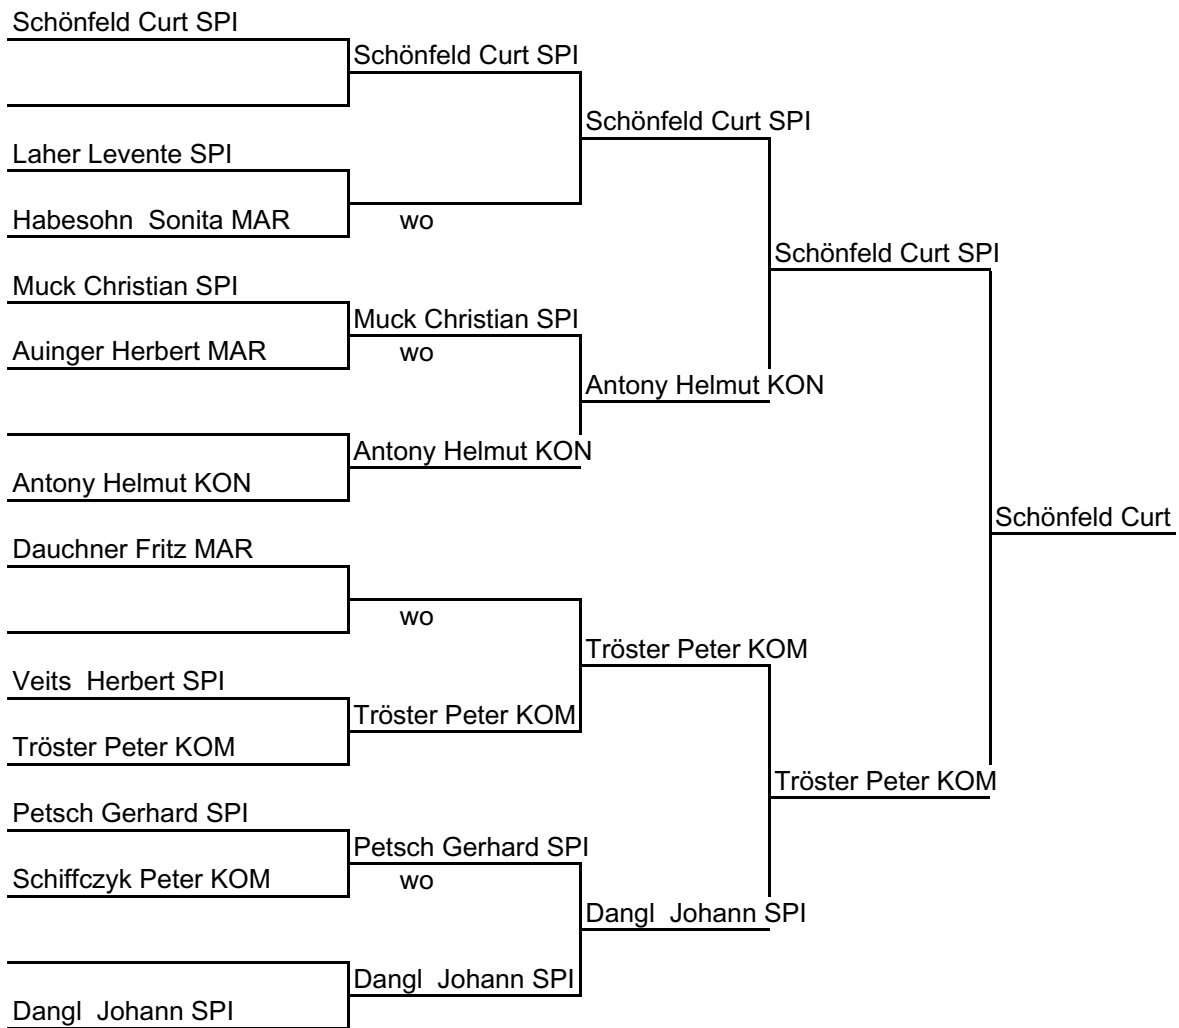 Schönfeld Curt SPI
Schönfeld Curt SPI
Schönfeld Curt SPI
Laher Levente SPI
Habesohn  Sonita MAR
wo
Schönfeld Curt SPI
Muck Christian SPI
Muck Christian SPI
Auinger Herbert MAR
wo
Antony Helmut KON
Antony Helmut KON
Antony Helmut KON
Schönfeld Curt
Dauchner Fritz MAR
wo
Tröster Peter KOM
Veits  Herbert SPI
Tröster Peter KOM
Tröster Peter KOM
Tröster Peter KOM
Petsch Gerhard SPI
Petsch Gerhard SPI
Schiffczyk Peter KOM
wo
Dangl  Johann SPI
Dangl  Johann SPI
Dangl  Johann SPI